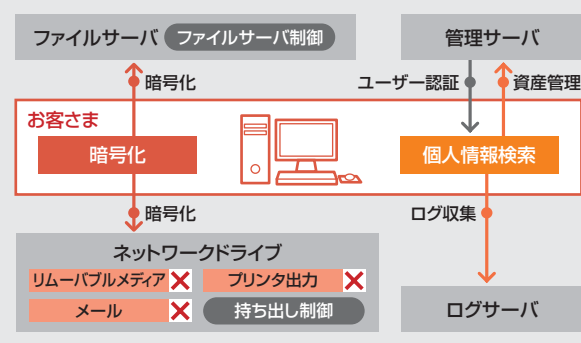 ファイルサーバ ファイルサーバ制御
管理サーバ
暗号化
ユーザー認証
資産管理
お客さま
暗号化
個人情報検索
暗号化
ログ収集
ネットワークドライブ
リムーバブルメディア
プリンタ出力
メール
持ち出し制御
ログサーバ